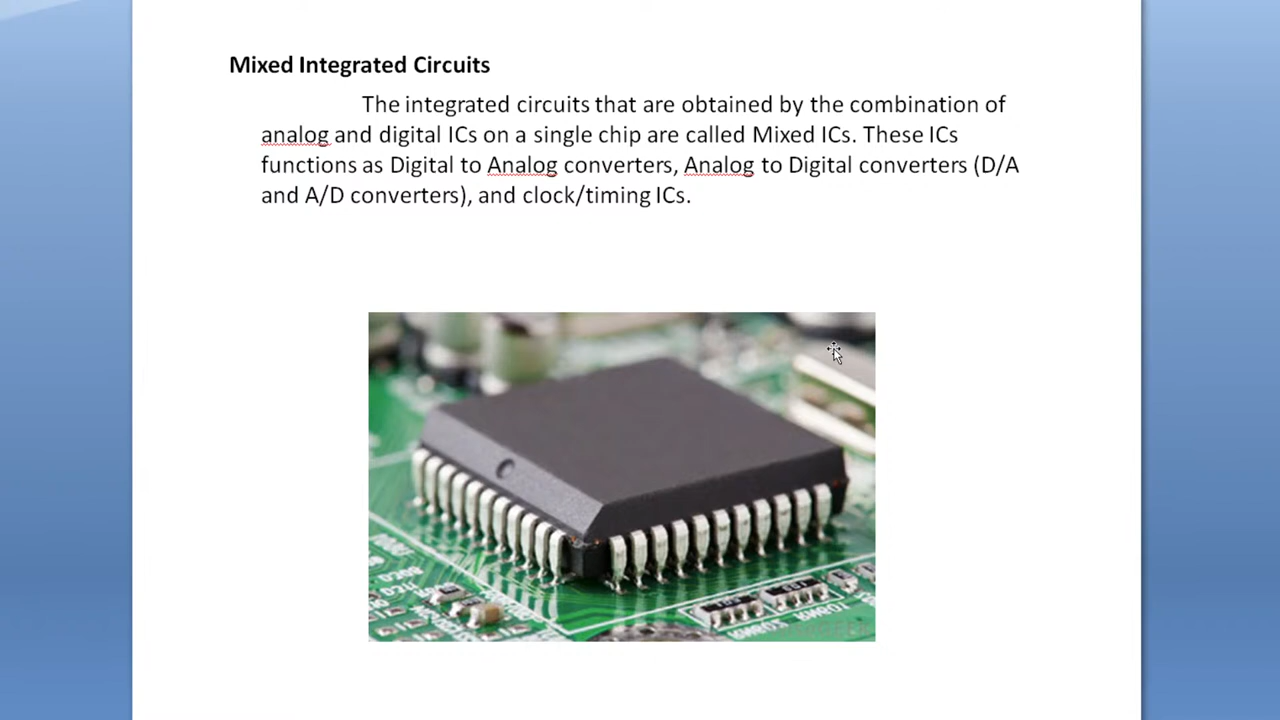 Mixed Integrated Circuits
The integrated circuits that are obtained by the combination of
analog and digital ICs on a single chip are called Mixed ICs. These ICs
functions as Digital to Analog converters, Analog to Digital converters (D/A
and A/D converters), and clock/timing ICs.